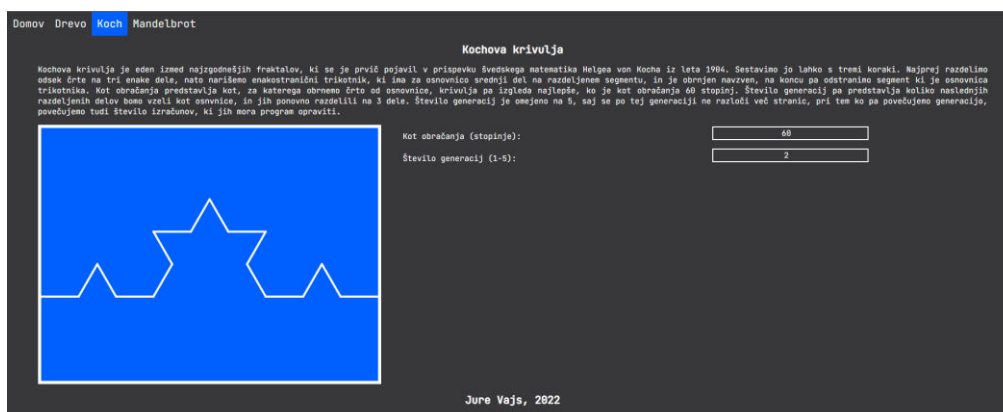 Domov Drevo Koch Mandelbrot
Kochova krivulja
Kochova krivulja je eden izmed najzgodnešjih fraktalov, ki se je prvič pojavil v prispevku švedskega matematika Helgea von Kocha iz leta 1904. Sestavimo jo lahko s tremi koraki. Najprej razdelimo
odsek črte na tri enake dele, nato narišemo enakostranični trikotnik, ki ima za osnovnico srednji del na razdeljenem segmentu, in je obrnjen navzven, na koncu pa odstranimo segment ki je osnovnica
trikotnika. Kot obračanja predstavlja kot, za katerega obrnemo črto od osnovnice, krivulja pa izgleda najlepše, ko je kot obračanja 60 stopinj. Število generacij pa predstavlja koliko naslednjih
razdeljenih delov bomo vzeli kot osnvnice, in jih ponovno razdelili na 3 dele. Število generacij je omejeno na 5, saj se po tej generaciji ne razloči več stranic, pri tem ko pa povečujemo generacijo,
povečujemo tudi število izračunov, ki jih mora program opraviti.
Kot obračanja (stopinje): 60
Število generacij (1-5): 2
Jure Vajs, 2022